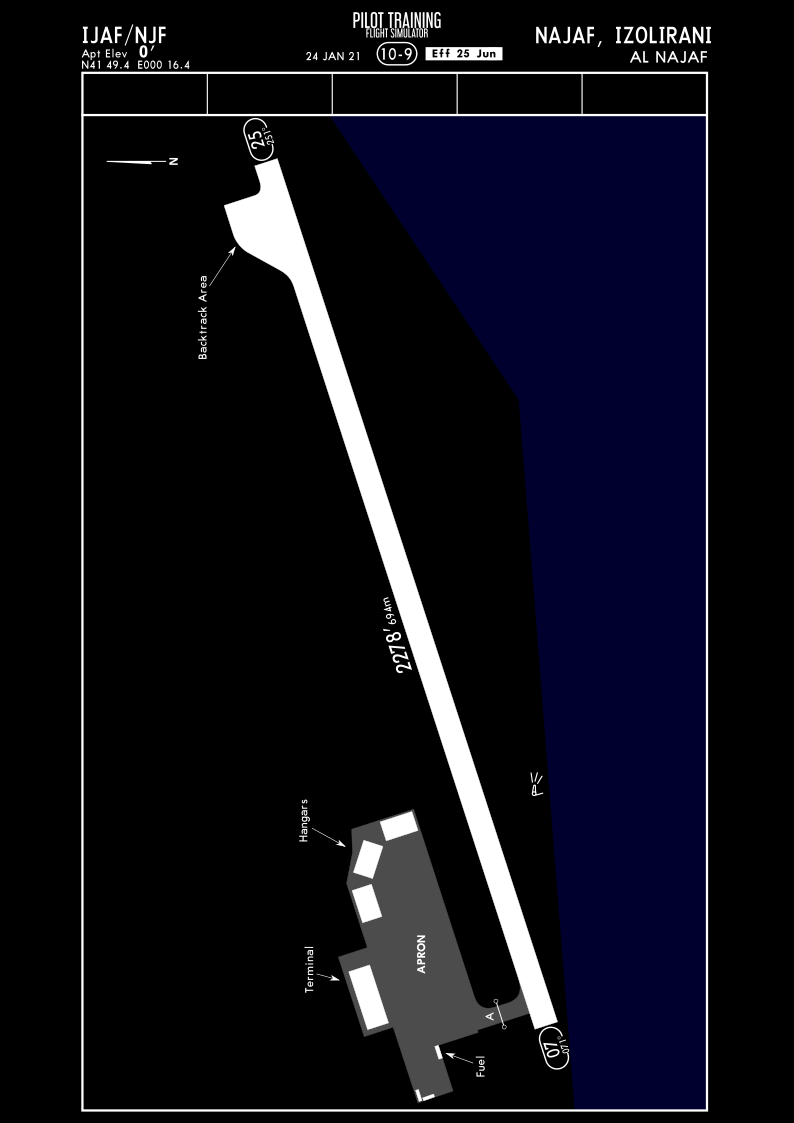 IJAF/NJF
Apt Elev 0'
N41 49.4 E000 16.4
PILOT TRAINING
FLIGHT SIMULATOR
24 JAN 21 10-9 Eff 25 Jun
NAJAF, IZOLIRANI
AL NAJAF
25
251°
N
Backtrack Area
2278' 694m
Hangars
Terminal
APRON
A
Fuel
07
071°